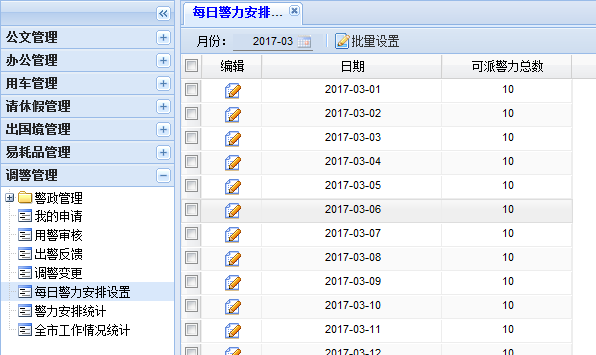 公文管理
办公管理
用车管理
请休假管理
出国境管理
易耗品管理
调警管理
警政管理
我的申请
用警审核
出警反馈
调警变更
每日警力安排设置
警力安排统计
全市工作情况统计
每日警力安排...
月份: 2017-03 批量设置
编辑 日期 可派警力总数
2017-03-01 10
2017-03-02 10
2017-03-03 10
2017-03-04 10
2017-03-05 10
2017-03-06 10
2017-03-07 10
2017-03-08 10
2017-03-09 10
2017-03-10 10
2017-03-11 10
2017-03-12 10